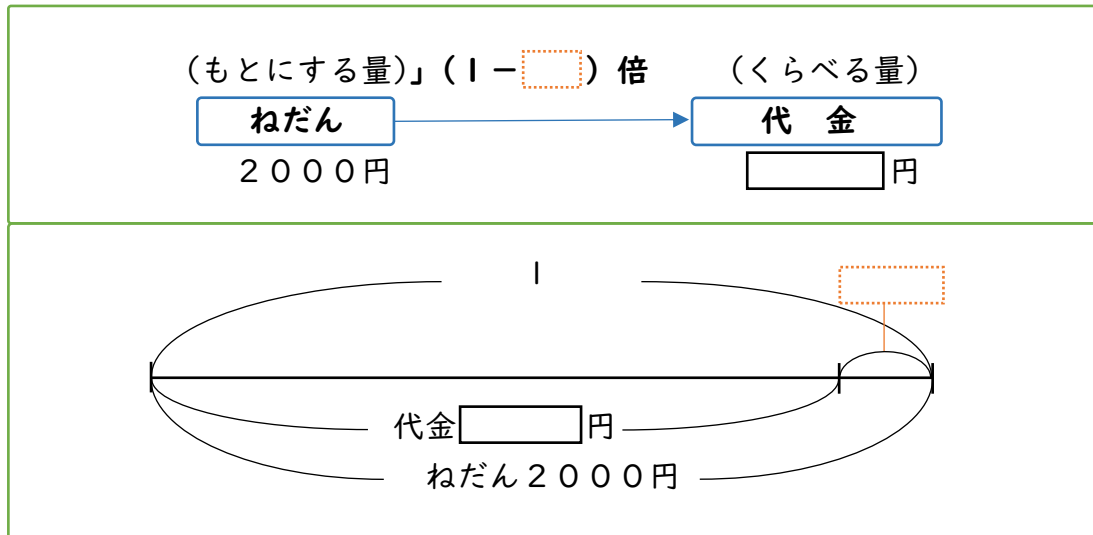 (もとにする量)」(１－　)倍　(くらべる量)
ねだん　代　金
２０００円　円
１
代金　円
ねだん２０００円